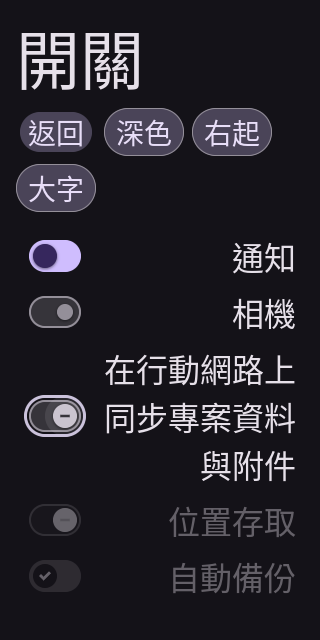 開關
返回
深色
右起
大字
通知
相機
在行動網路上
同步專案資料
與附件
位置存取
自動備份